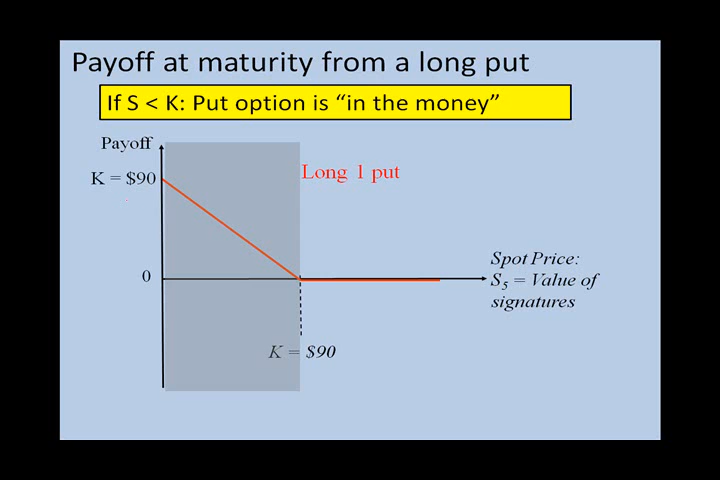 Payoff at maturity from a long put
If S < K: Put option is “in the money”
Payoff
K = $90
Long 1 put
0
Spot Price:
S₅ = Value of
signatures
K = $90